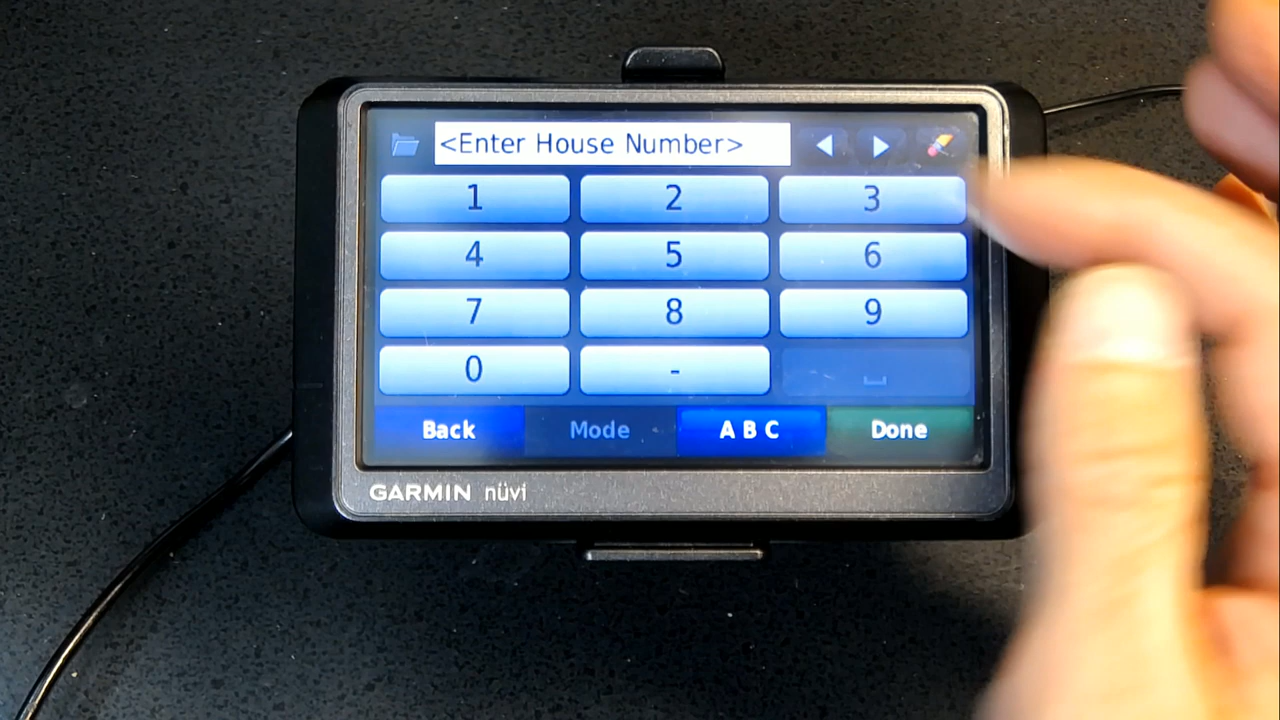 <Enter House Number>
1 2 3
4 5 6
7 8 9
0 -
Back Mode A B C Done
GARMIN nüvi